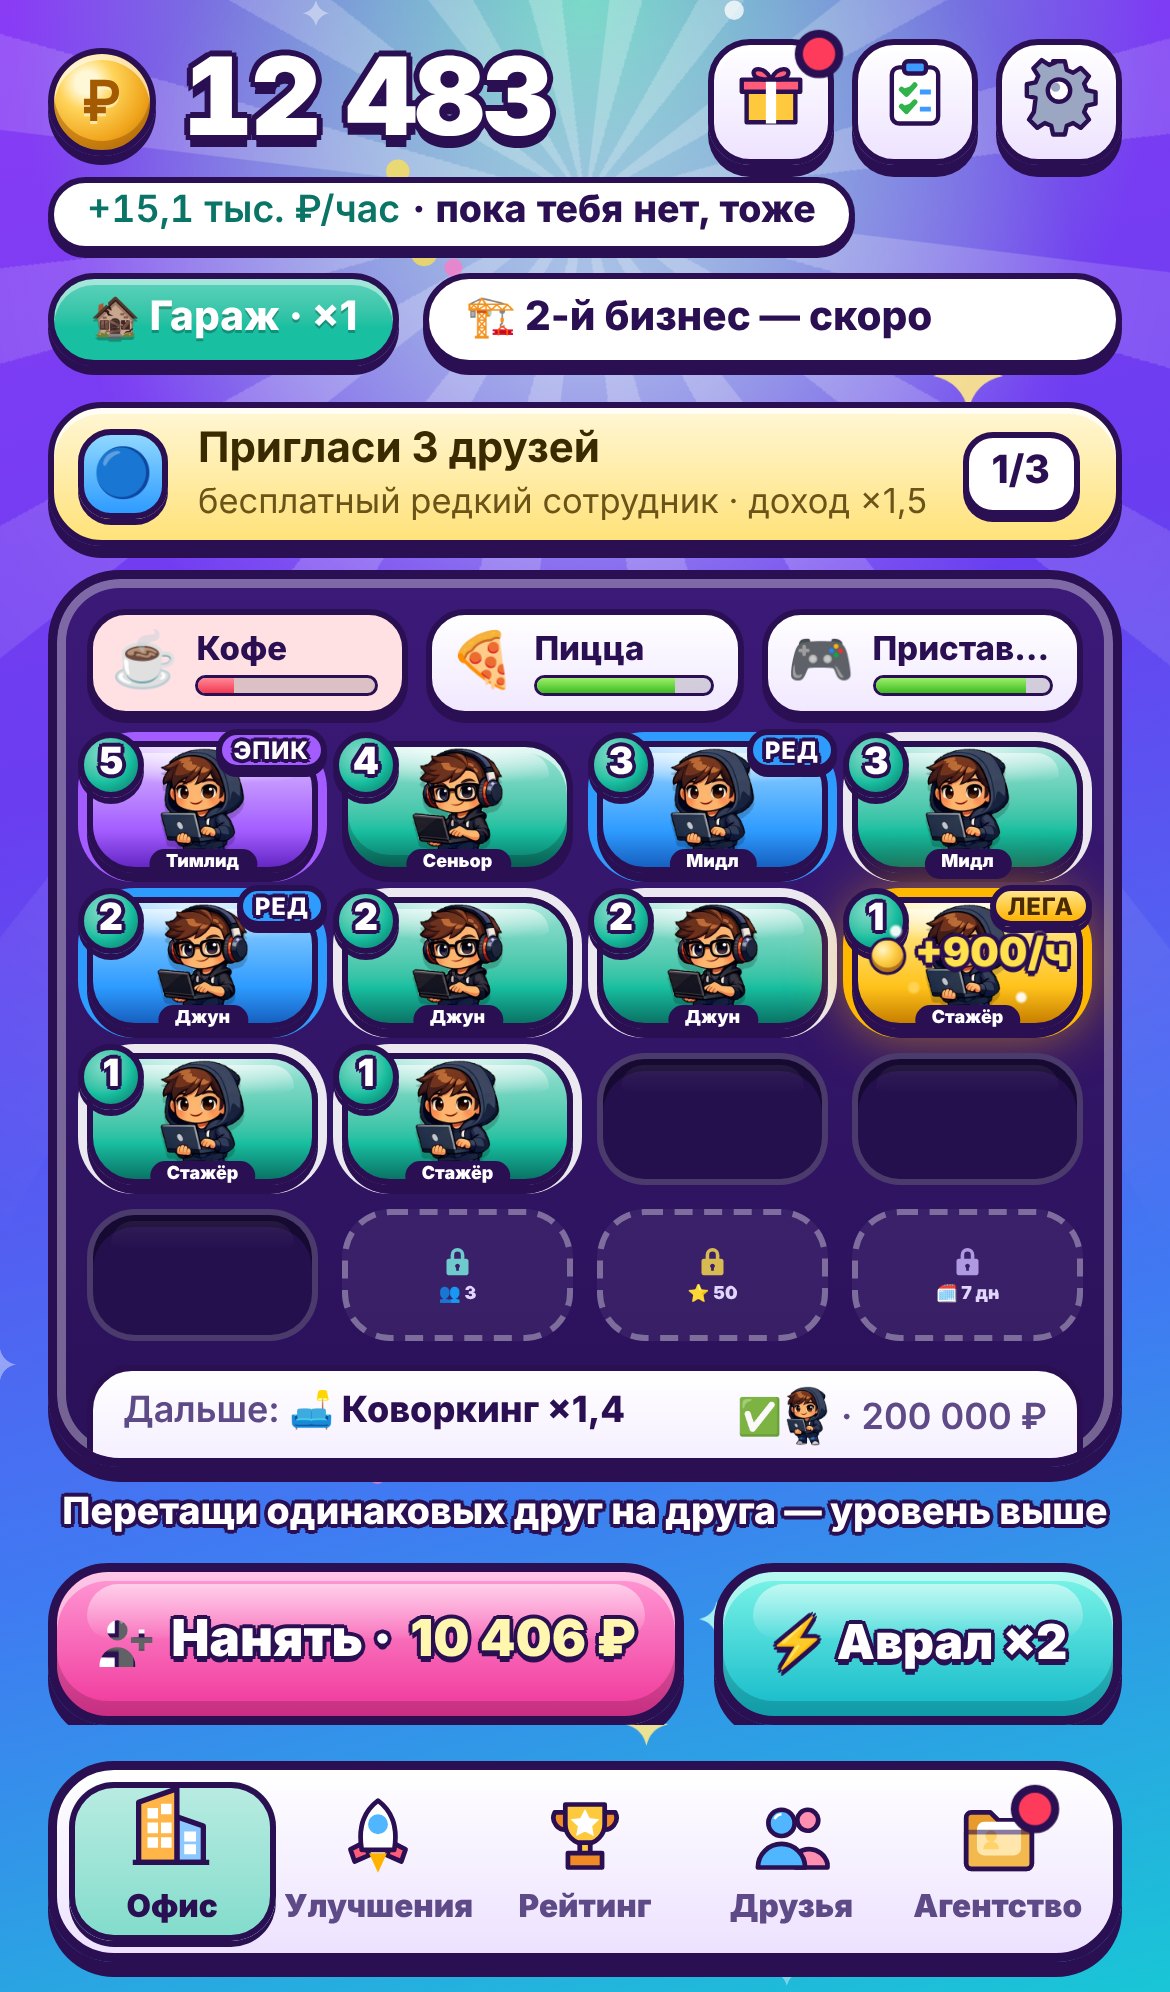 ₽ 12 483
+15,1 тыс. ₽/час · пока тебя нет, тоже
Гараж · ×1
2-й бизнес — скоро
Пригласи 3 друзей
бесплатный редкий сотрудник · доход ×1,5
1/3
Кофе
Пицца
Пристав...
5 ЭПИК
Тимлид
4
Сеньор
3 РЕД
Мидл
3
Мидл
2 РЕД
Джун
2
Джун
2
Джун
1 ЛЕГА
+900/ч
Стажёр
1
Стажёр
1
Стажёр
3
50
7 дн
Дальше: Коворкинг ×1,4
· 200 000 ₽
Перетащи одинаковых друг на друга — уровень выше
Нанять · 10 406 ₽
Аврал ×2
Офис
Улучшения
Рейтинг
Друзья
Агентство